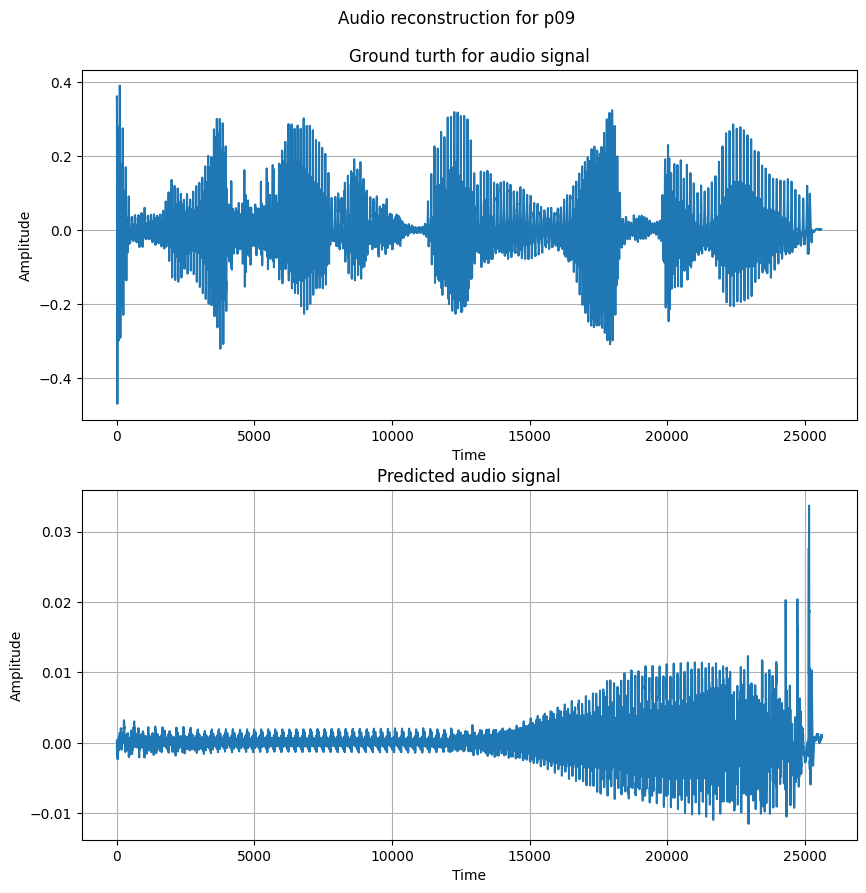 Audio reconstruction for p09
Ground turth for audio signal
0.4
0.2
0.0
−0.2
−0.4
Amplitude
0 5000 10000 15000 20000 25000
Time
Predicted audio signal
0.03
0.02
0.01
0.00
−0.01
Amplitude
0 5000 10000 15000 20000 25000
Time